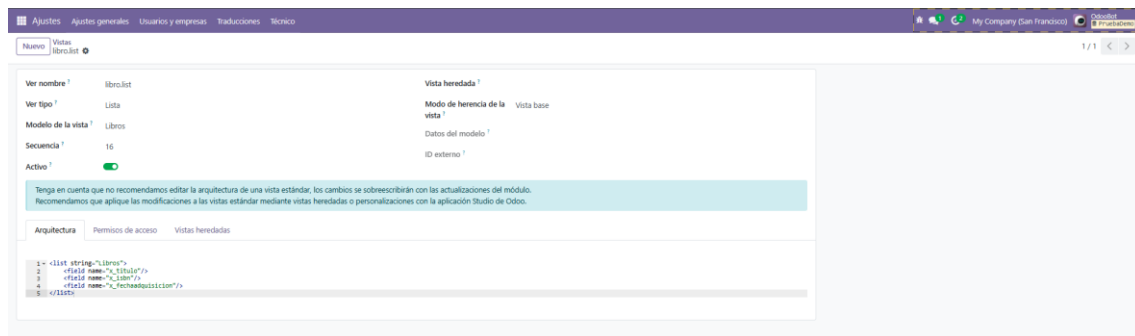 Ajustes Ajustes generales Usuarios y empresas Traducciones Técnico 1 2 My Company (San Francisco) OdooBot
PruebaDemo
Nuevo Vistas
libro.list
1 / 1
Ver nombre ? libro.list
Vista heredada ?
Ver tipo ? Lista
Modo de herencia de la vista ? Vista base
Modelo de la vista ? Libros
Datos del modelo ?
Secuencia ? 16
ID externo ?
Activo ?
Tenga en cuenta que no recomendamos editar la arquitectura de una vista estándar, los cambios se sobreescribirán con las actualizaciones del módulo.
Recomendamos que aplique las modificaciones a las vistas estándar mediante vistas heredadas o personalizaciones con la aplicación Studio de Odoo.
Arquitectura Permisos de acceso Vistas heredadas
1 <list string="Libros">
2 <field name="x_titulo"/>
3 <field name="x_isbn"/>
4 <field name="x_fechaadquisicion"/>
5 </list>